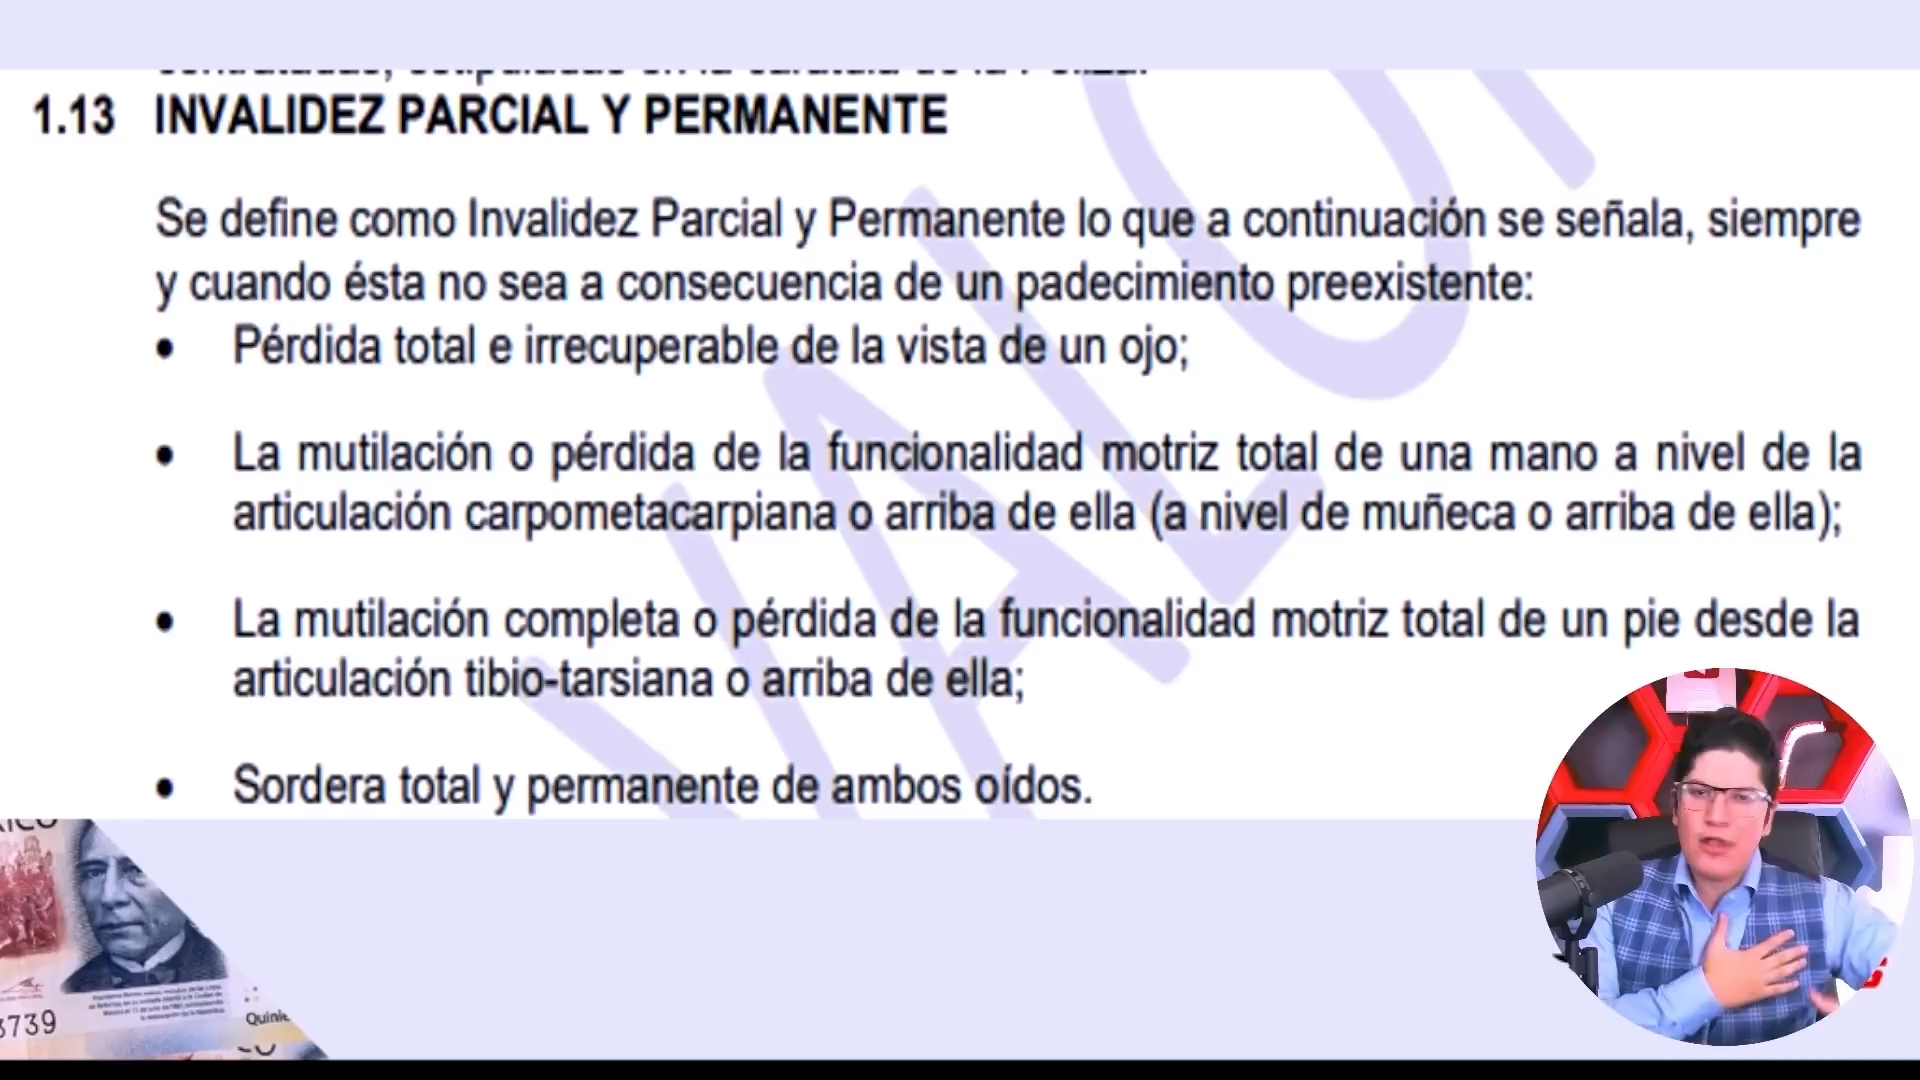 1.13 INVALIDEZ PARCIAL Y PERMANENTE
Se define como Invalidez Parcial y Permanente lo que a continuación se señala, siempre
y cuando ésta no sea a consecuencia de un padecimiento preexistente:
• Pérdida total e irrecuperable de la vista de un ojo;
• La mutilación o pérdida de la funcionalidad motriz total de una mano a nivel de la
articulación carpometacarpiana o arriba de ella (a nivel de muñeca o arriba de ella);
• La mutilación completa o pérdida de la funcionalidad motriz total de un pie desde la
articulación tibio-tarsiana o arriba de ella;
• Sordera total y permanente de ambos oídos.
3739